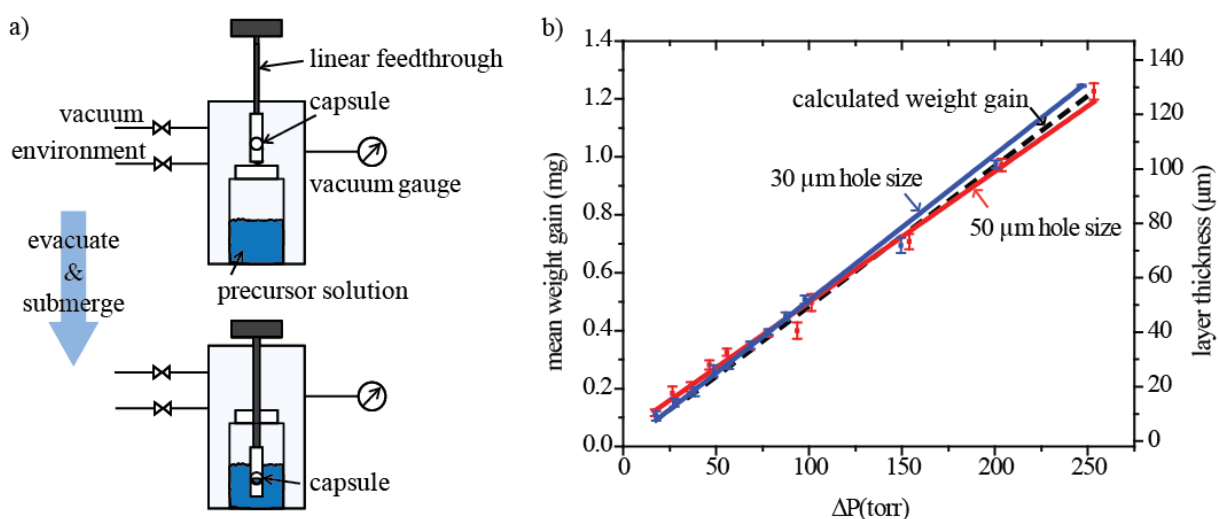 a)
linear feedthrough
capsule
vacuum
environment
vacuum gauge
evacuate
&
submerge
precursor solution
capsule
b)
mean weight gain (mg)
1.4
1.2
1.0
0.8
0.6
0.4
0.2
0.0
calculated weight gain
30 µm hole size
50 µm hole size
140
120
100
80
60
40
20
0
layer thickness (µm)
0
50
100
150
200
250
ΔP(torr)